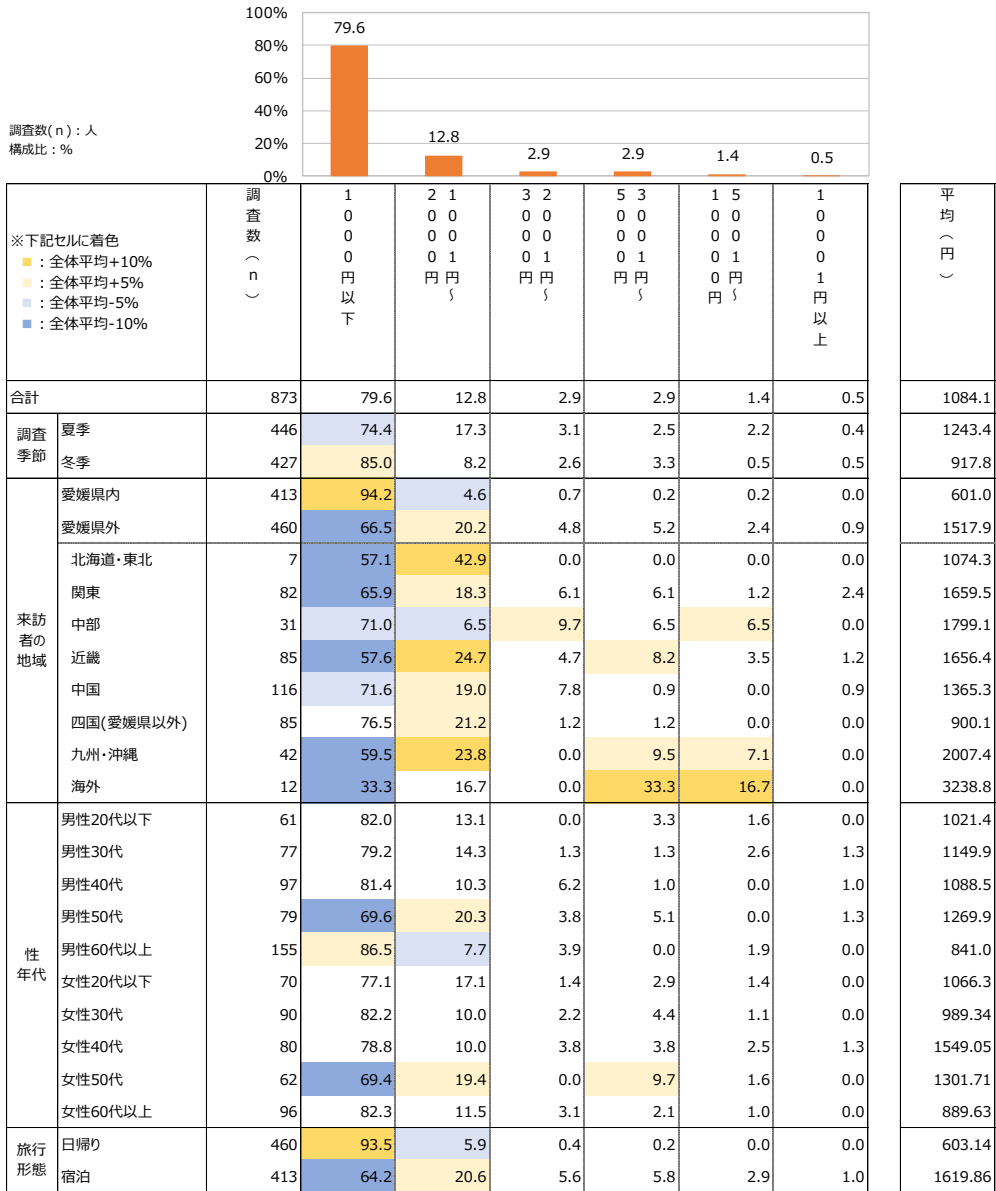 100%
80%
60%
40%
20%
0%
79.6
12.8
2.9
2.9
1.4
0.5
調査数(n):人
構成比:%
※下記セルに着色
■:全体平均+10%
■:全体平均+5%
■:全体平均-5%
■:全体平均-10%
調査数(n)
1000円以下
1001円~
2000円
2001円~
3000円
3001円~
5000円
5001円~
10000円
10001円以上
平均(円)
合計 873 79.6 12.8 2.9 2.9 1.4 0.5 1084.1
調査
季節
夏季 446 74.4 17.3 3.1 2.5 2.2 0.4 1243.4
冬季 427 85.0 8.2 2.6 3.3 0.5 0.5 917.8
来訪
者の
地域
愛媛県内 413 94.2 4.6 0.7 0.2 0.2 0.0 601.0
愛媛県外 460 66.5 20.2 4.8 5.2 2.4 0.9 1517.9
北海道・東北 7 57.1 42.9 0.0 0.0 0.0 0.0 1074.3
関東 82 65.9 18.3 6.1 6.1 1.2 2.4 1659.5
中部 31 71.0 6.5 9.7 6.5 6.5 0.0 1799.1
近畿 85 57.6 24.7 4.7 8.2 3.5 1.2 1656.4
中国 116 71.6 19.0 7.8 0.9 0.0 0.9 1365.3
四国(愛媛県以外) 85 76.5 21.2 1.2 1.2 0.0 0.0 900.1
九州・沖縄 42 59.5 23.8 0.0 9.5 7.1 0.0 2007.4
海外 12 33.3 16.7 0.0 33.3 16.7 0.0 3238.8
性
年代
男性20代以下 61 82.0 13.1 0.0 3.3 1.6 0.0 1021.4
男性30代 77 79.2 14.3 1.3 1.3 2.6 1.3 1149.9
男性40代 97 81.4 10.3 6.2 1.0 0.0 1.0 1088.5
男性50代 79 69.6 20.3 3.8 5.1 0.0 1.3 1269.9
男性60代以上 155 86.5 7.7 3.9 0.0 1.9 0.0 841.0
女性20代以下 70 77.1 17.1 1.4 2.9 1.4 0.0 1066.3
女性30代 90 82.2 10.0 2.2 4.4 1.1 0.0 989.34
女性40代 80 78.8 10.0 3.8 3.8 2.5 1.3 1549.05
女性50代 62 69.4 19.4 0.0 9.7 1.6 0.0 1301.71
女性60代以上 96 82.3 11.5 3.1 2.1 1.0 0.0 889.63
旅行
形態
日帰り 460 93.5 5.9 0.4 0.2 0.0 0.0 603.14
宿泊 413 64.2 20.6 5.6 5.8 2.9 1.0 1619.86